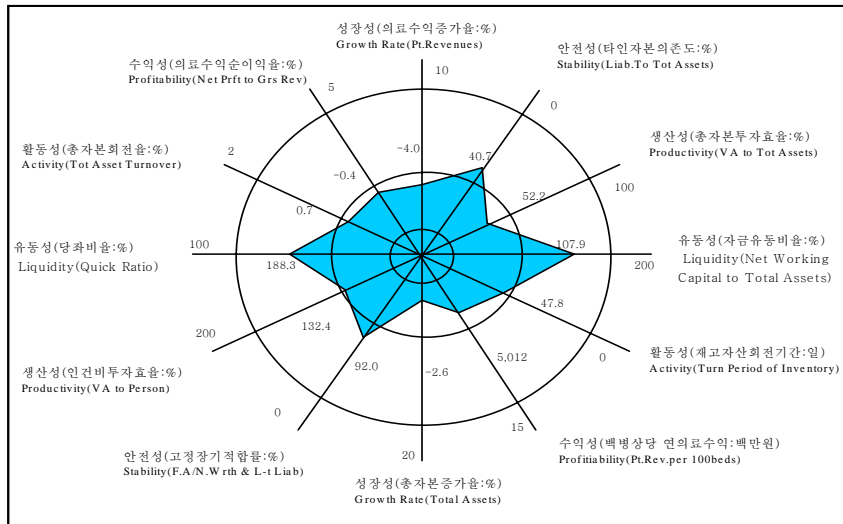 성장성(의료수익증가율:%)
Growth Rate(Pt.Revenues)
10
안전성(타인자본의존도:%)
Stability(Liab.To Tot Assets)
0
수익성(의료수익순이익율:%)
Profitability(Net Prft to Grs Rev)
5
생산성(총자본투자효율:%)
Productivity(VA to Tot Assets)
100
활동성(총자본회전율:%)
Activity(Tot Asset Turnover)
2
-4.0
40.7
-0.4
52.2
0.7
유동성(당좌비율:%)
Liquidity(Quick Ratio)
100
188.3
107.9
유동성(자금유동비율:%)
Liquidity(Net Working
Capital to Total Assets)
200
47.8
132.4
200
생산성(인건비투자효율:%)
Productivity(VA to Person)
0
활동성(재고자산회전기간:일)
Activity(Turn Period of Inventory)
92.0
-2.6
5,012
0
15
안전성(고정장기적합률:%)
Stability(F.A/N.Wrth & L-t Liab)
수익성(백병상당 연의료수익:백만원)
Profitiability(Pt.Rev.per 100beds)
20
성장성(총자본증가율:%)
Growth Rate(Total Assets)